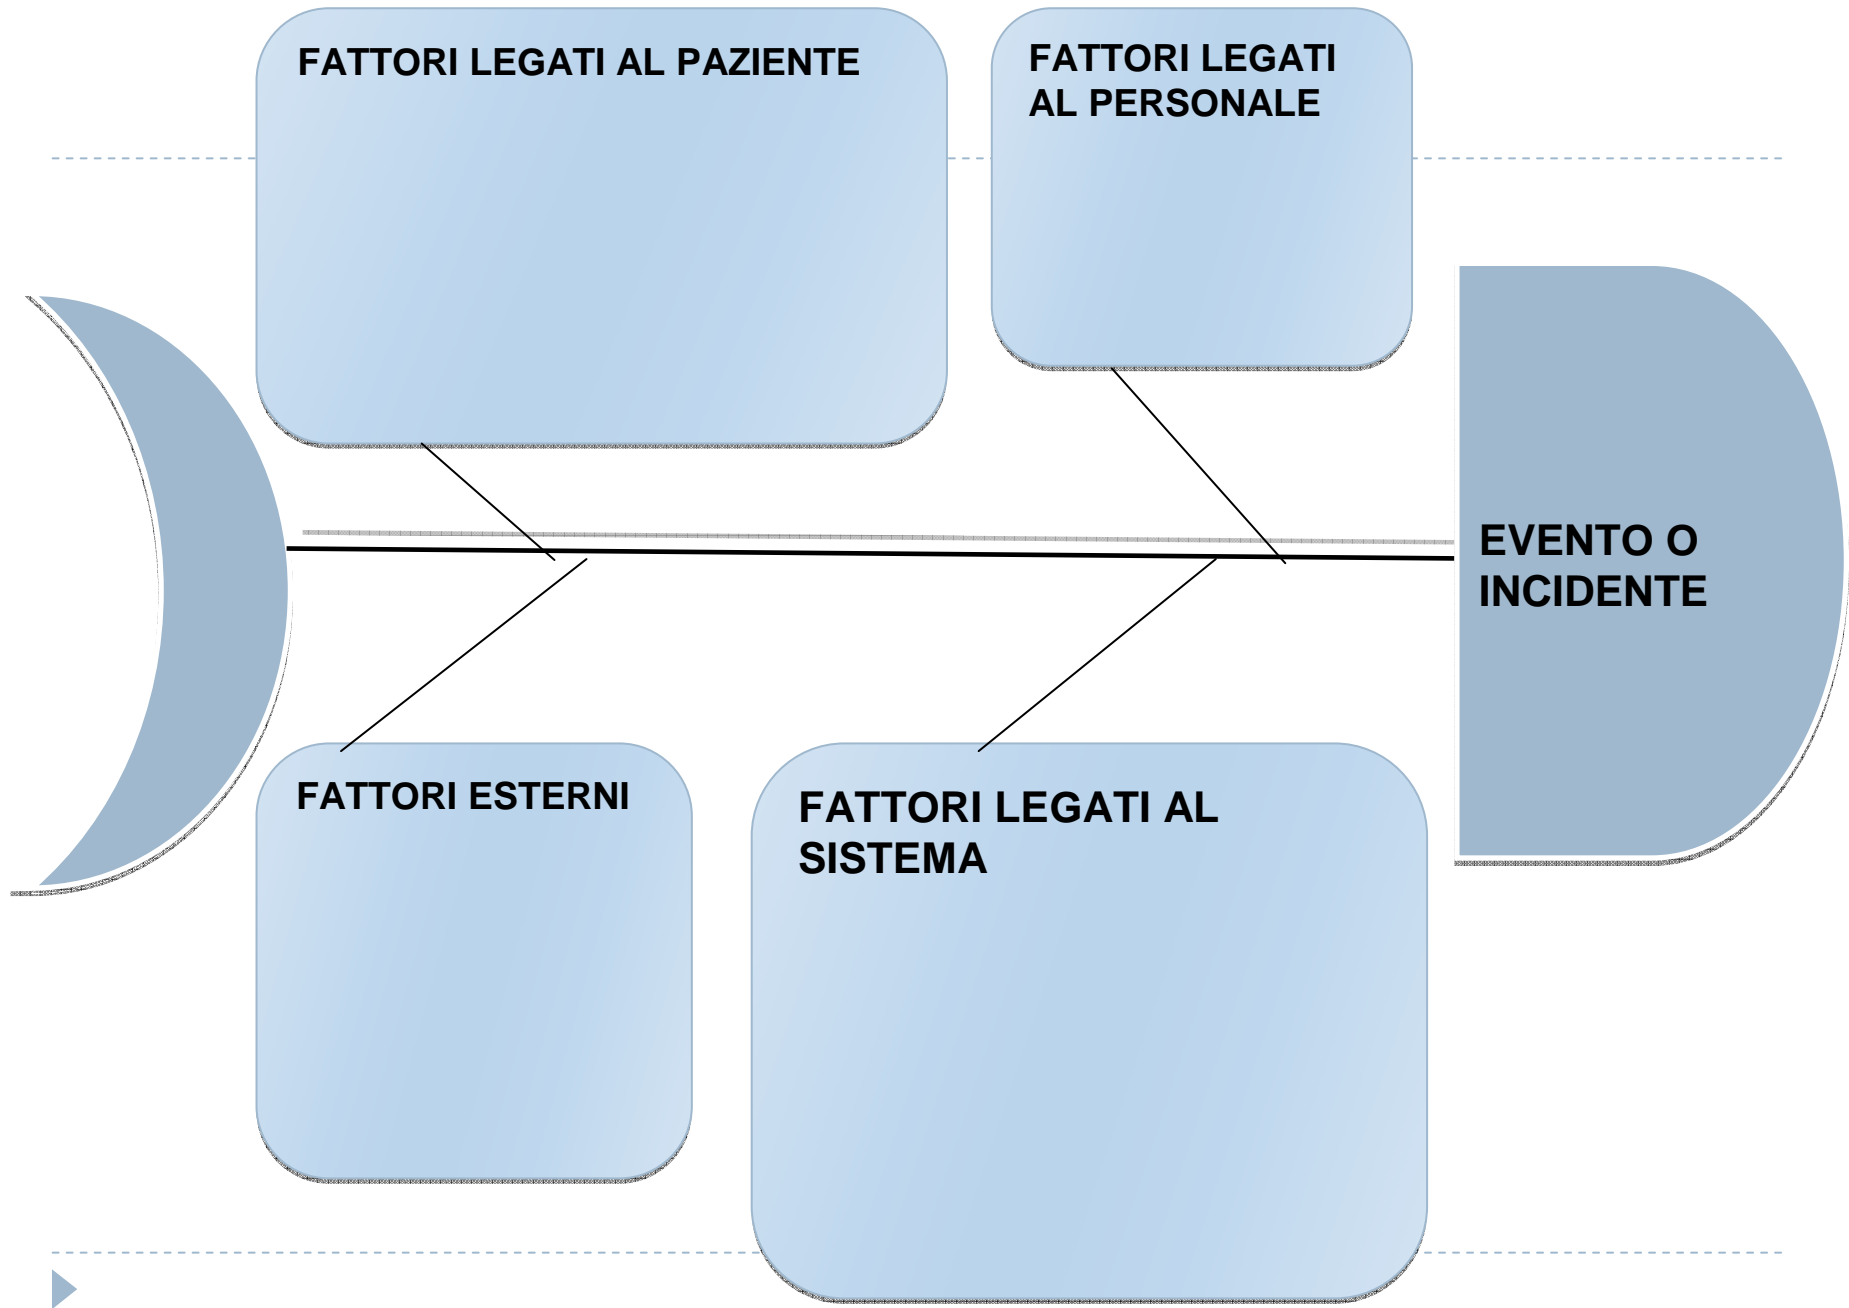 FATTORI LEGATI AL PAZIENTE
FATTORI LEGATI
AL PERSONALE
EVENTO O
INCIDENTE
FATTORI ESTERNI
FATTORI LEGATI AL
SISTEMA